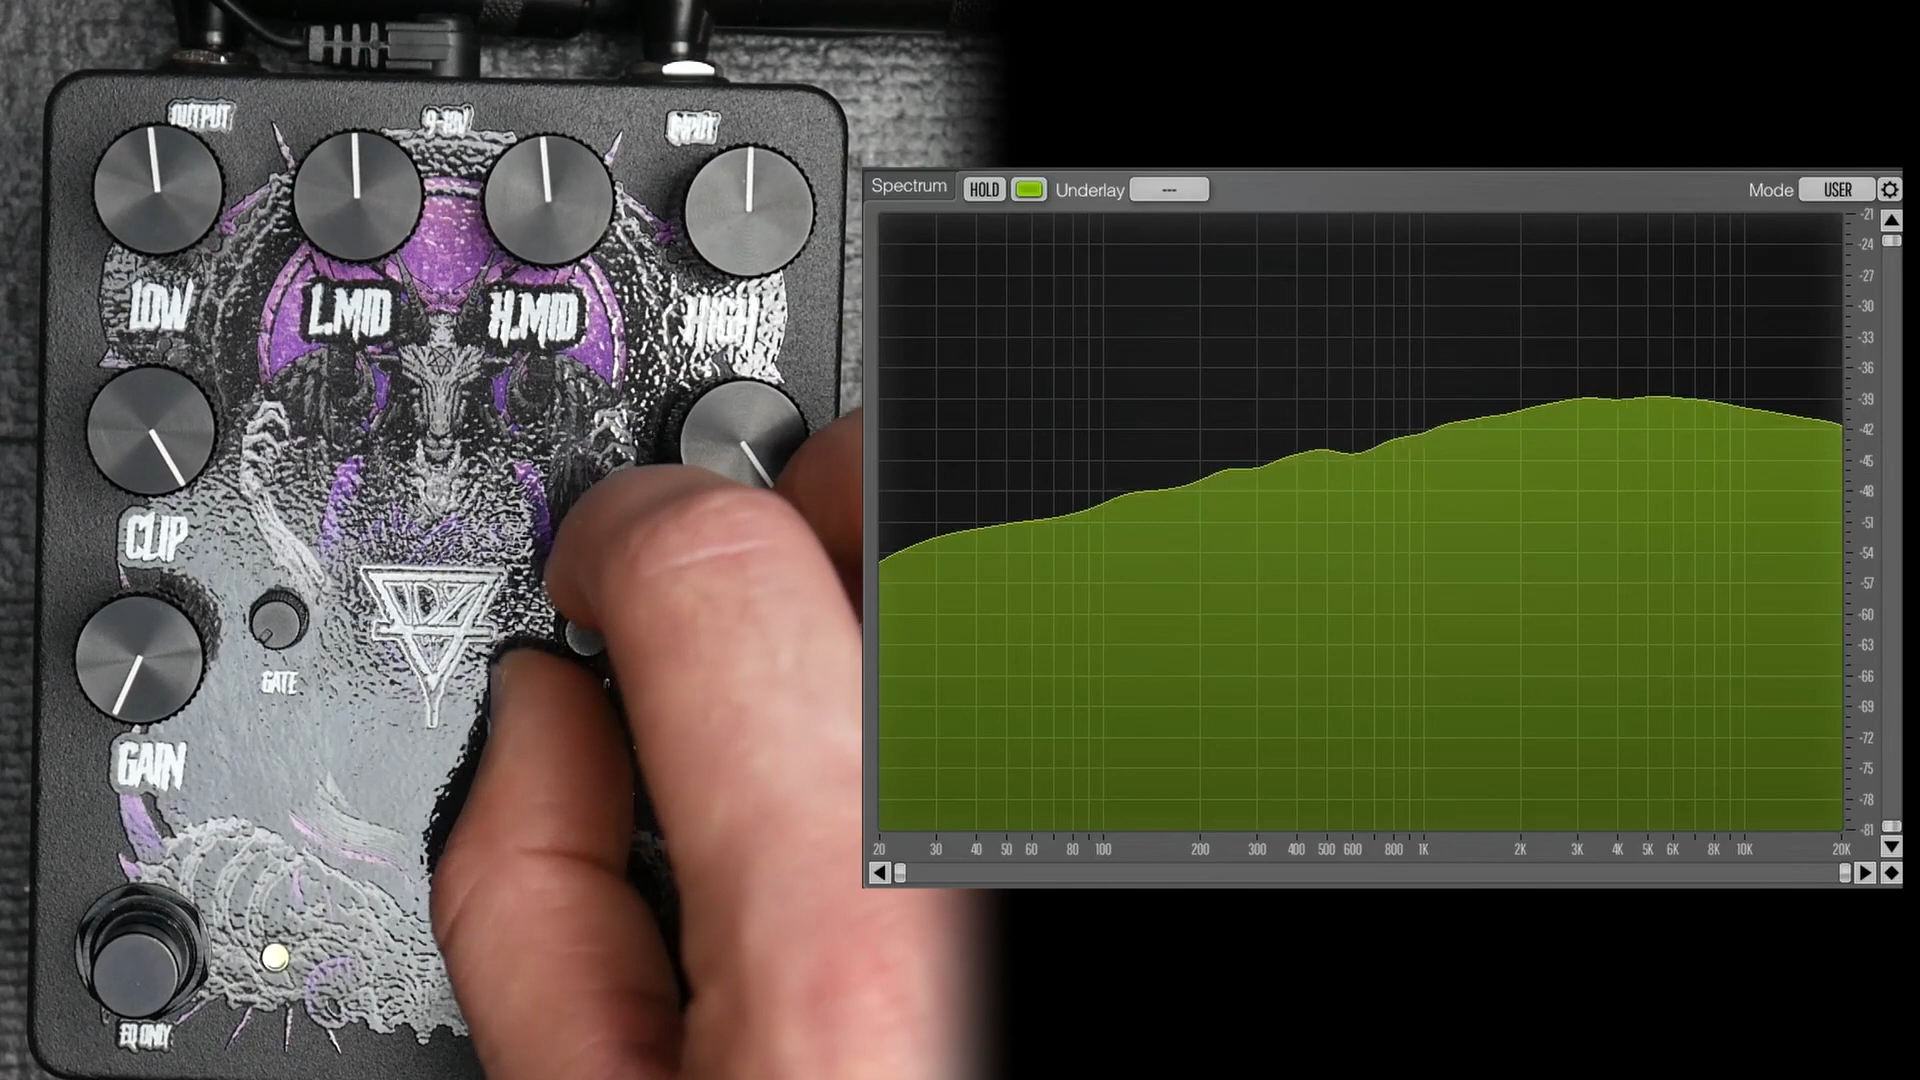 OUTPUT
9-18V
INPUT
LOW
L.MID
H.MID
HIGH
CLIP
GATE
GAIN
EQ ONLY
Spectrum
HOLD
Underlay
---
Mode
USER
-21
-24
-27
-30
-33
-36
-39
-42
-45
-48
-51
-54
-57
-60
-63
-66
-69
-72
-75
-78
-81
20 30 40 50 60 80 100 200 300 400 500 600 800 1K 2K 3K 4K 5K 6K 8K 10K 20K